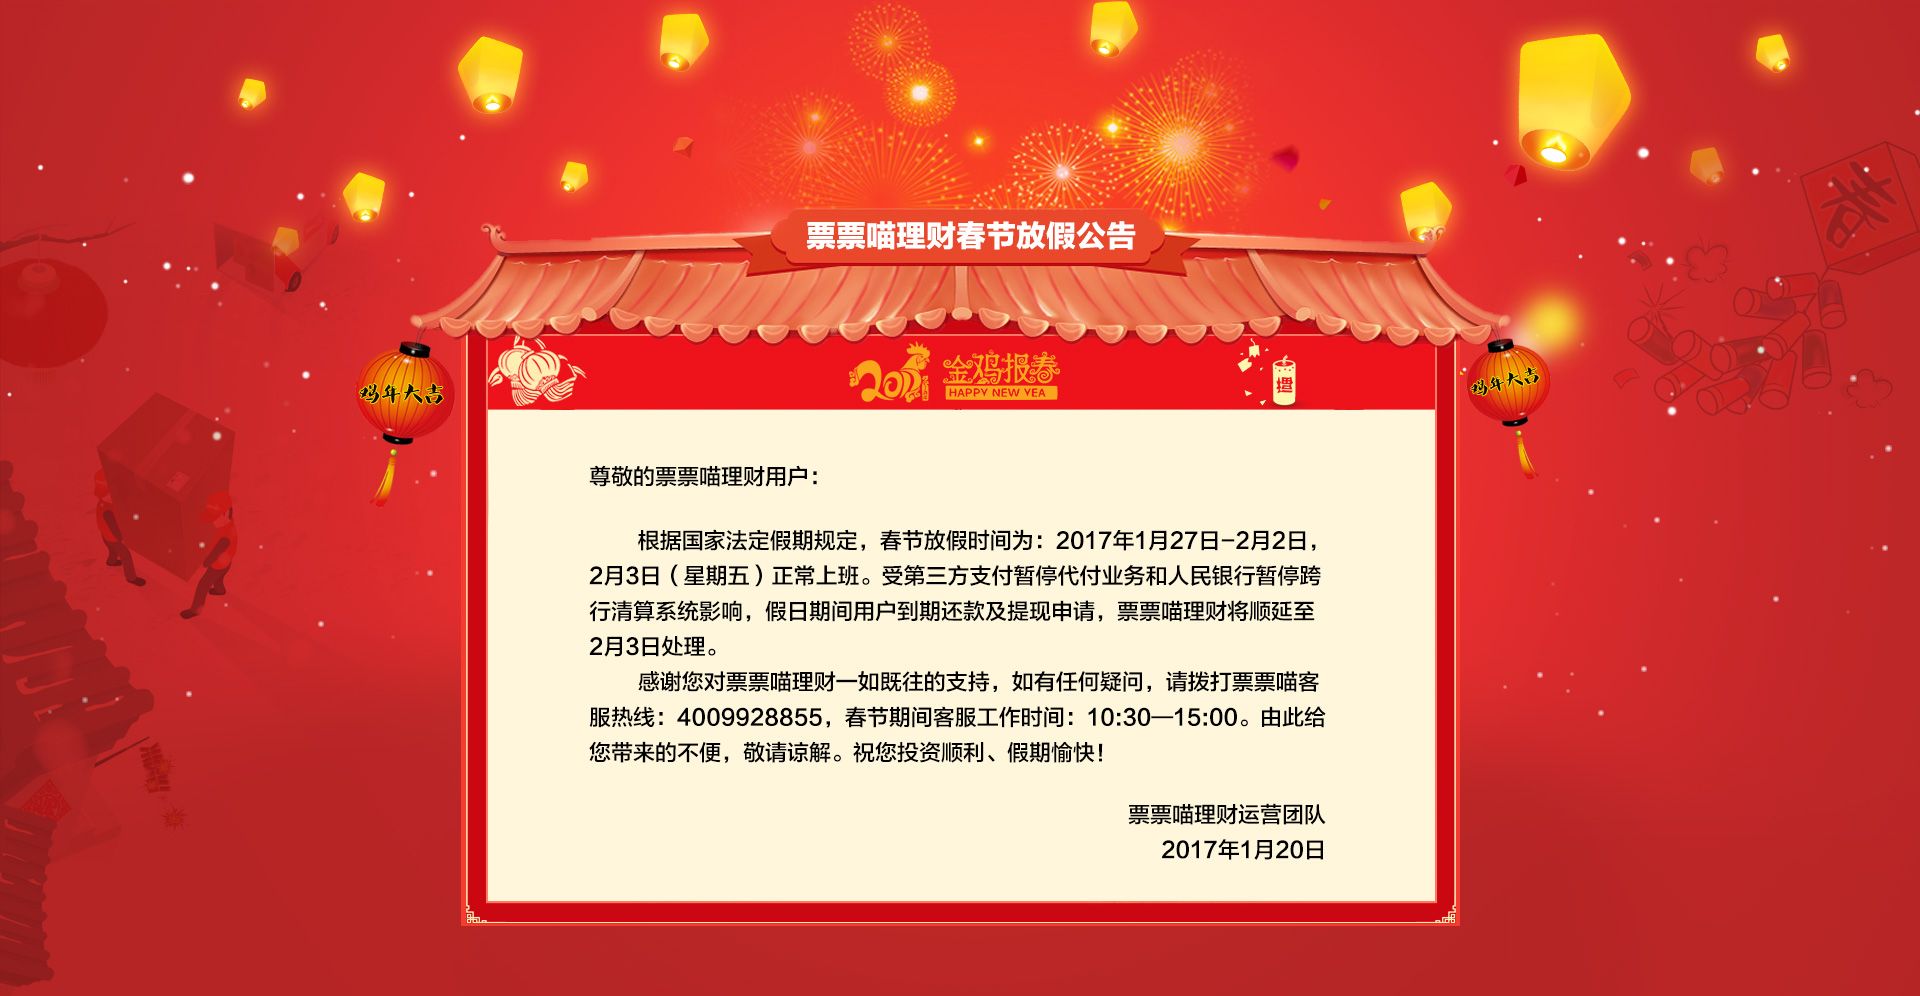 票票喵理财春节放假公告
2017
金鸡报春
HAPPY NEW YEA
鸡年大吉
鸡年大吉
春
尊敬的票票喵理财用户：
根据国家法定假期规定，春节放假时间为：2017年1月27日-2月2日，
2月3日（星期五）正常上班。受第三方支付暂停代付业务和人民银行暂停跨
行清算系统影响，假日期间用户到期还款及提现申请，票票喵理财将顺延至
2月3日处理。
感谢您对票票喵理财一如既往的支持，如有任何疑问，请拨打票票喵客
服热线：4009928855，春节期间客服工作时间：10:30—15:00。由此给
您带来的不便，敬请谅解。祝您投资顺利、假期愉快！
票票喵理财运营团队
2017年1月20日